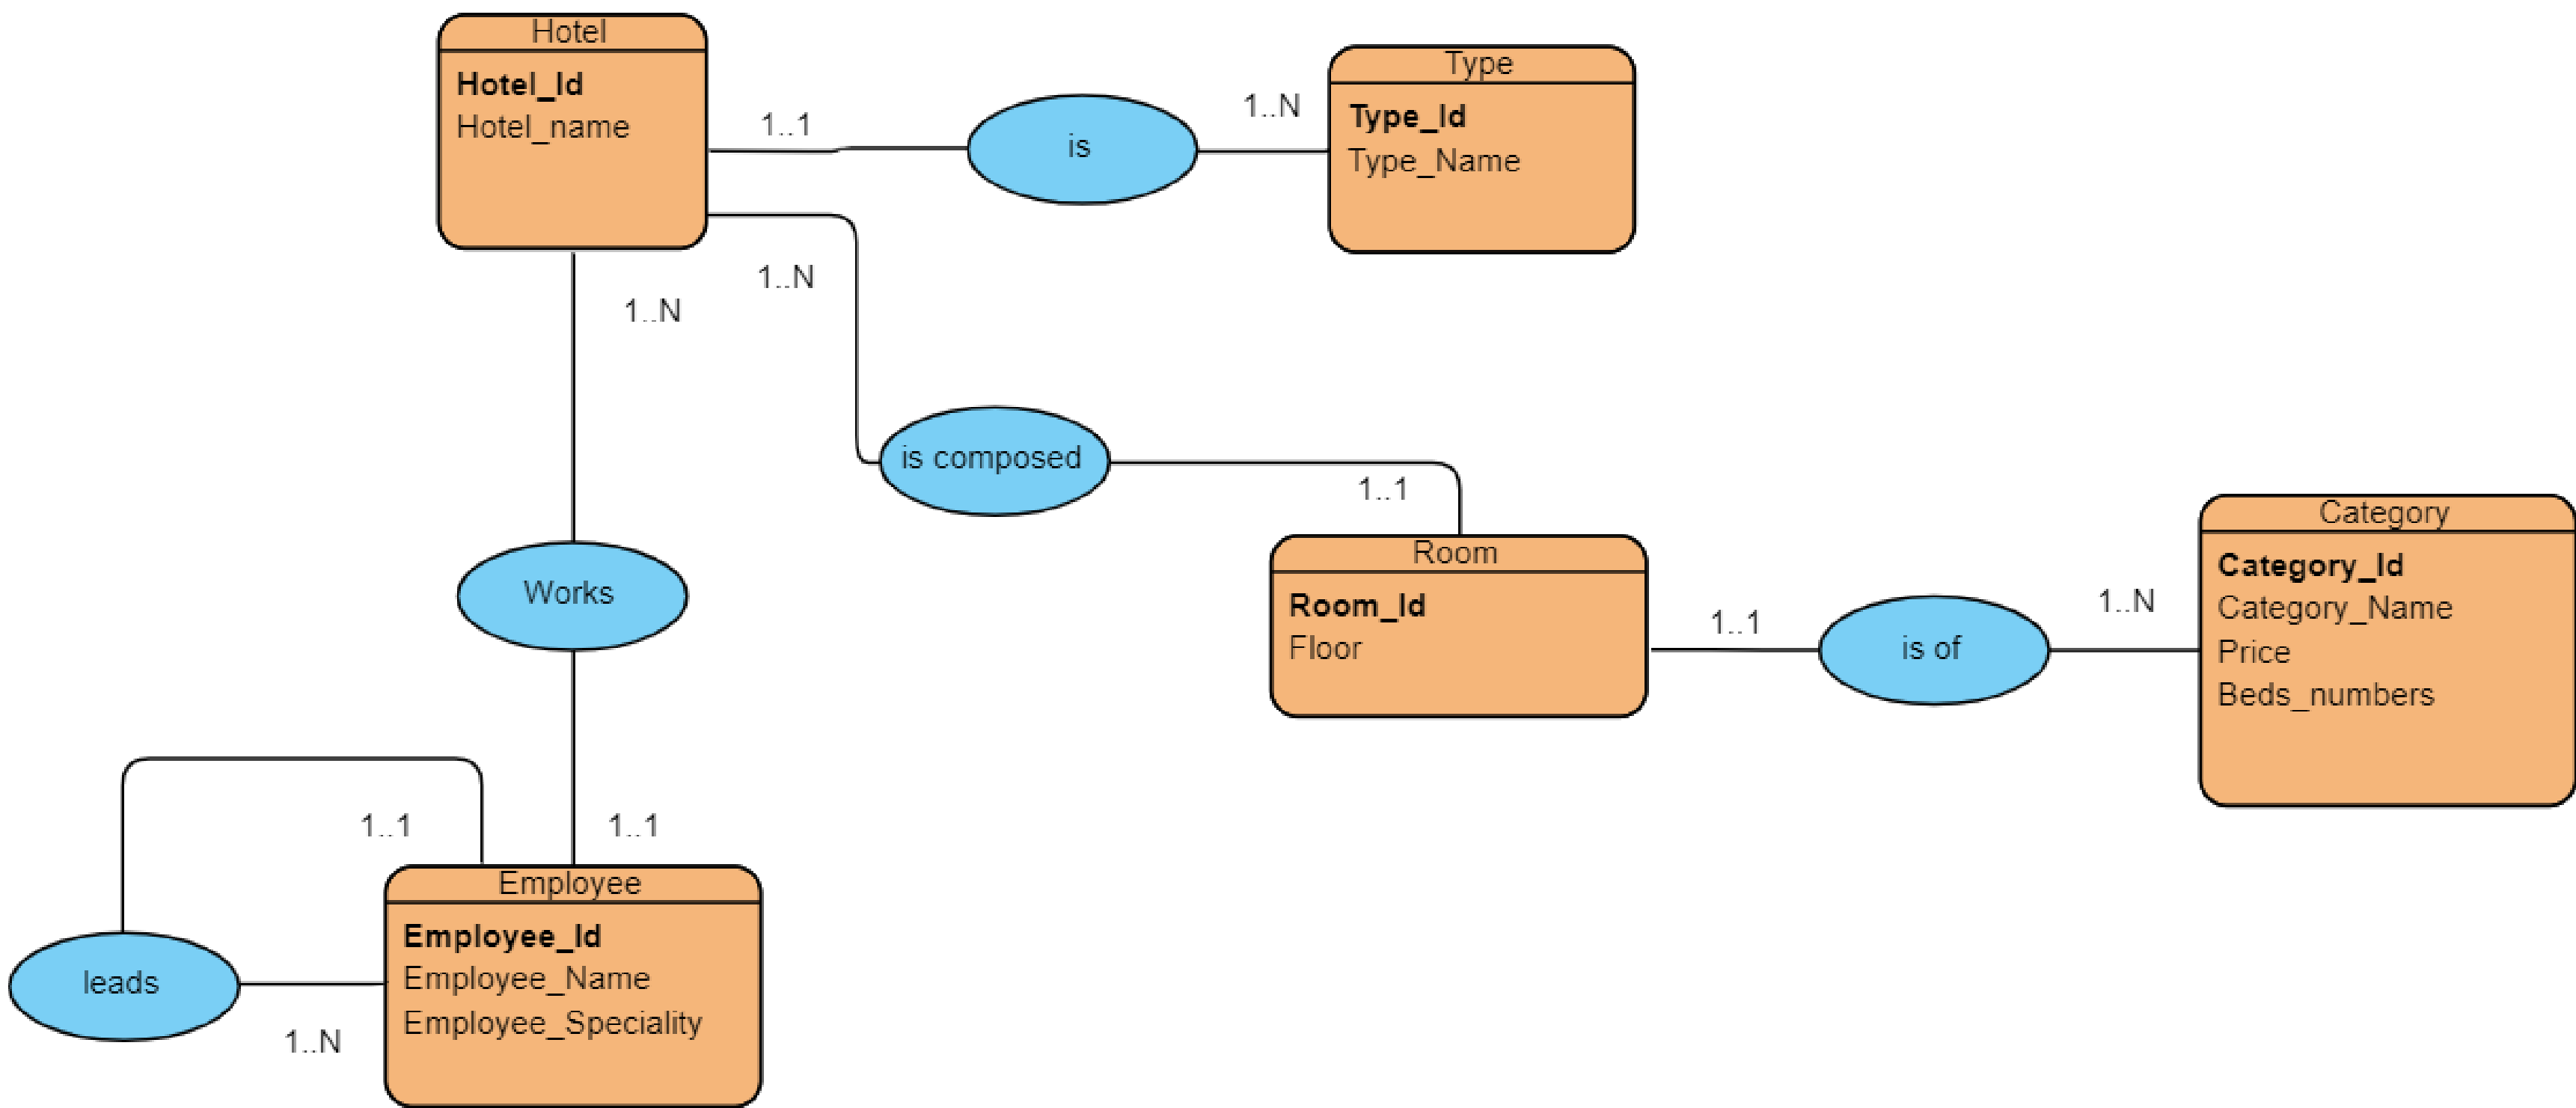 Hotel
Hotel_Id
Hotel_name
Type
Type_Id
Type_Name
1..1
is
1..N
1..N
1..N
is composed
1..1
Works
Room
Room_Id
Floor
1..1
is of
1..N
Category
Category_Id
Category_Name
Price
Beds_numbers
1..1
1..1
leads
1..N
Employee
Employee_Id
Employee_Name
Employee_Speciality